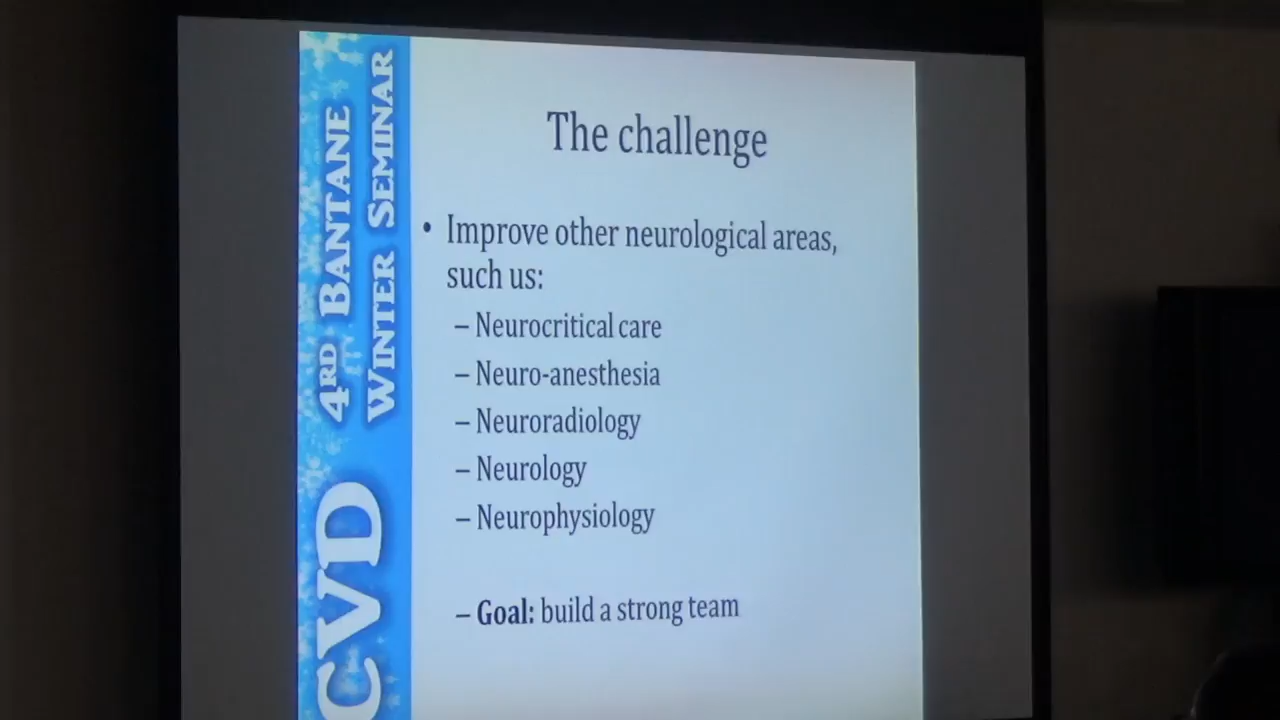 The challenge
• Improve other neurological areas,
such us:
– Neurocritical care
– Neuro-anesthesia
– Neuroradiology
– Neurology
– Neurophysiology
– Goal: build a strong team
CVD
4RD BANTANE
WINTER SEMINAR